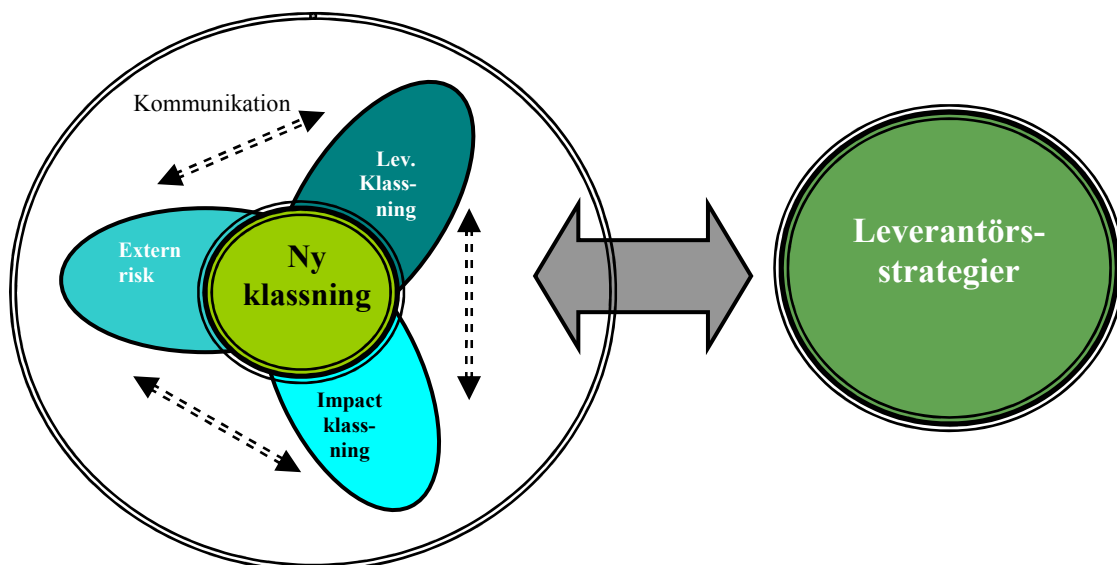 Kommunikation
Lev.
Klass-
ning
Extern
risk
Ny
klassning
Impact
klass-
ning
Leverantörs-
strategier